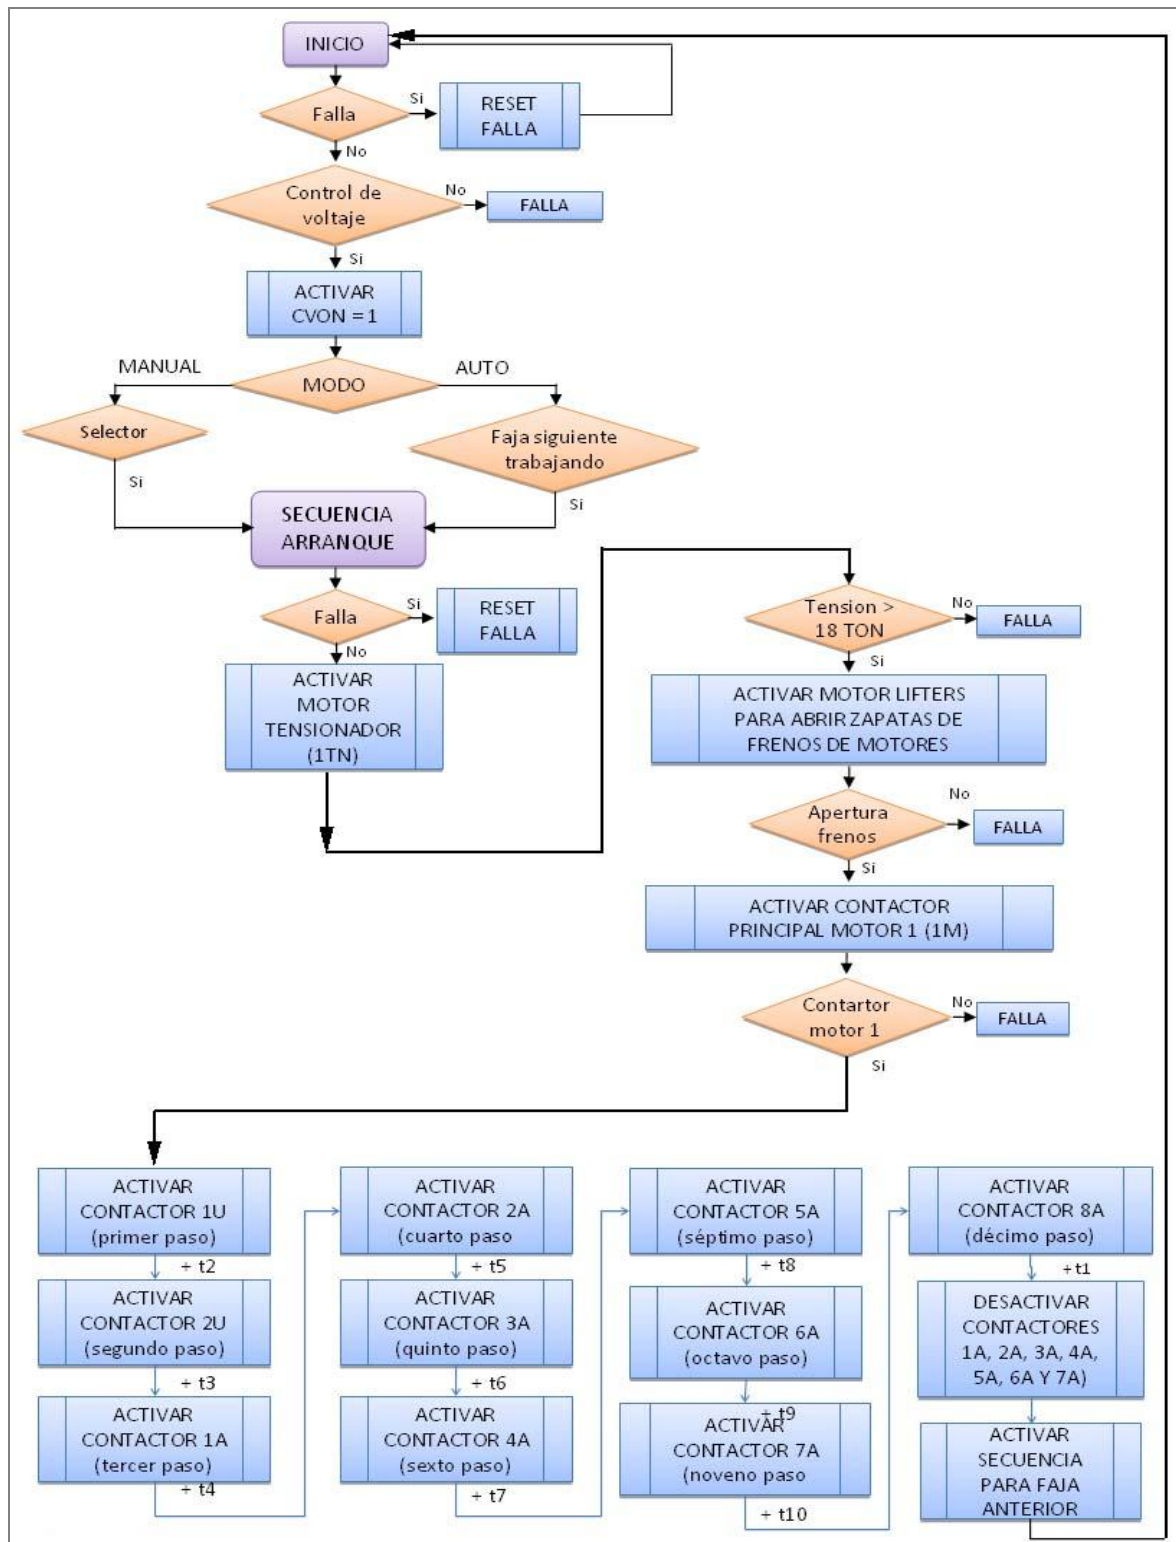 INICIO
Falla
Si
RESET
FALLA
No
Control de
voltaje
No
FALLA
Si
ACTIVAR
CVON = 1
MANUAL
MODO
AUTO
Selector
Faja siguiente
trabajando
Si
Si
SECUENCIA
ARRANQUE
Falla
Si
RESET
FALLA
No
ACTIVAR
MOTOR
TENSIONADOR
(1TN)
Tension >
18 TON
No
FALLA
Si
ACTIVAR MOTOR LIFTERS
PARA ABRIR ZAPATAS DE
FRENOS DE MOTORES
Apertura
frenos
No
FALLA
Si
ACTIVAR CONTACTOR
PRINCIPAL MOTOR 1 (1M)
Contartor
motor 1
No
FALLA
Si
ACTIVAR
CONTACTOR 1U
(primer paso)
+ t2
ACTIVAR
CONTACTOR 2U
(segundo paso)
+ t3
ACTIVAR
CONTACTOR 1A
(tercer paso)
+ t4
ACTIVAR
CONTACTOR 2A
(cuarto paso
+ t5
ACTIVAR
CONTACTOR 3A
(quinto paso)
+ t6
ACTIVAR
CONTACTOR 4A
(sexto paso)
+ t7
ACTIVAR
CONTACTOR 5A
(séptimo paso)
+ t8
ACTIVAR
CONTACTOR 6A
(octavo paso)
+ t9
ACTIVAR
CONTACTOR 7A
(noveno paso
+ t10
ACTIVAR
CONTACTOR 8A
(décimo paso)
+t1
DESACTIVAR
CONTACTORES
1A, 2A, 3A, 4A,
5A, 6A Y 7A)
ACTIVAR
SECUENCIA
PARA FAJA
ANTERIOR